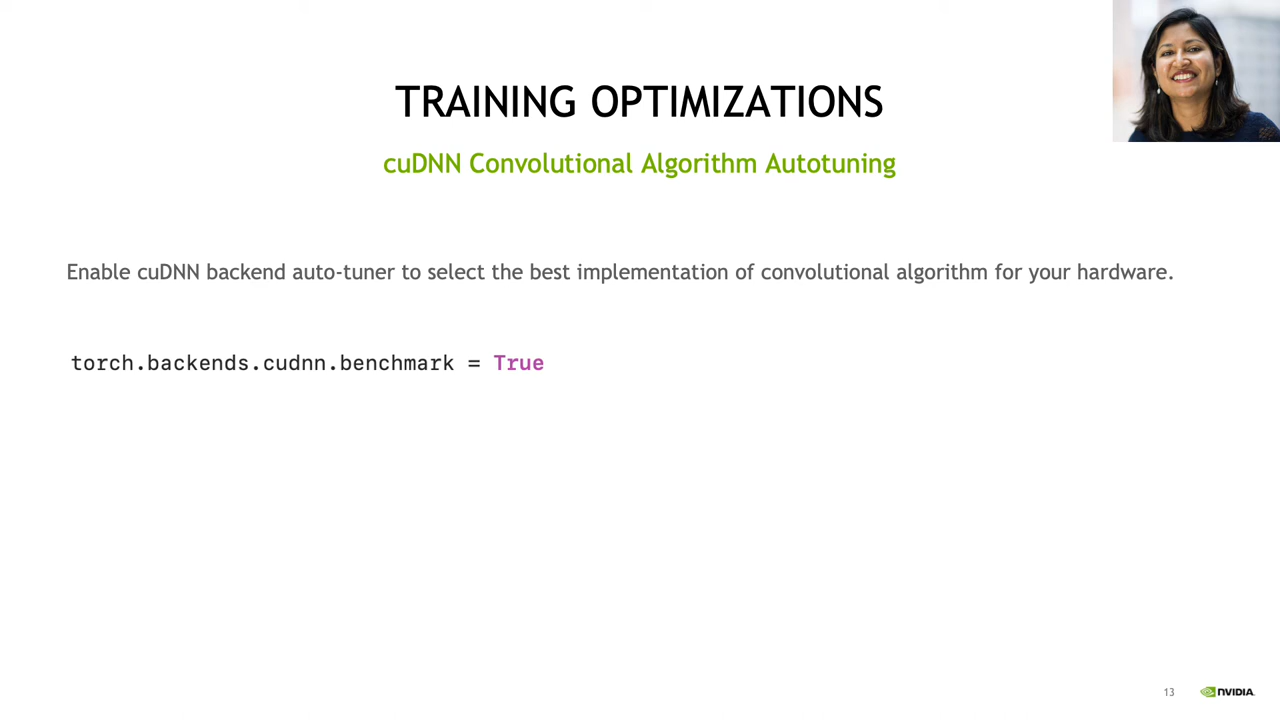 TRAINING OPTIMIZATIONS
cuDNN Convolutional Algorithm Autotuning
Enable cuDNN backend auto-tuner to select the best implementation of convolutional algorithm for your hardware.
torch.backends.cudnn.benchmark = True
13
NVIDIA.